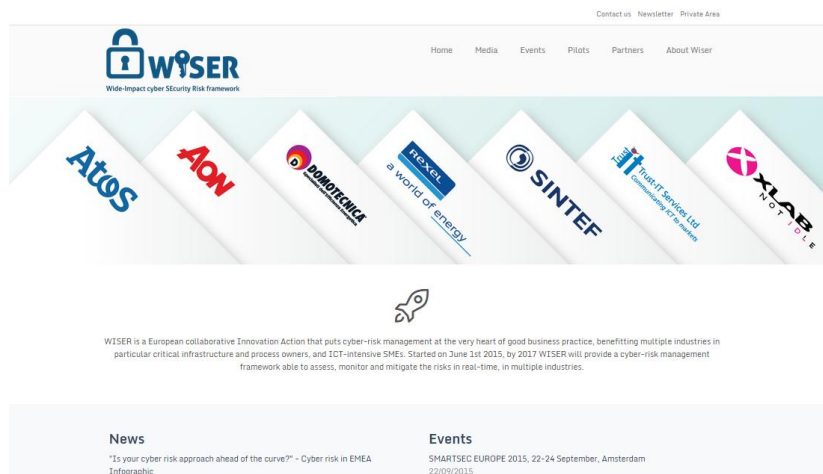 Contact us Newsletter Private Area
WISER
Wide-Impact cyber SEcurity Risk framework
Home Media Events Pilots Partners About Wiser
Atos
AON
DOMOTECNICA
REXEL
a world of energy
SINTEF
Trust-IT Services Ltd
Communicating ICT to markets
XLAB
NOT IDLE
WISER is a European collaborative Innovation Action that puts cyber-risk management at the very heart of good business practice, benefitting multiple industries in
particular critical infrastructure and process owners, and ICT-intensive SMEs. Started on June 1st 2015, by 2017 WISER will provide a cyber-risk management
framework able to assess, monitor and mitigate the risks in real-time, in multiple industries.
News
"Is your cyber risk approach ahead of the curve?" - Cyber risk in EMEA
Infographic
Events
SMARTSEC EUROPE 2015, 22-24 September, Amsterdam
22/09/2015